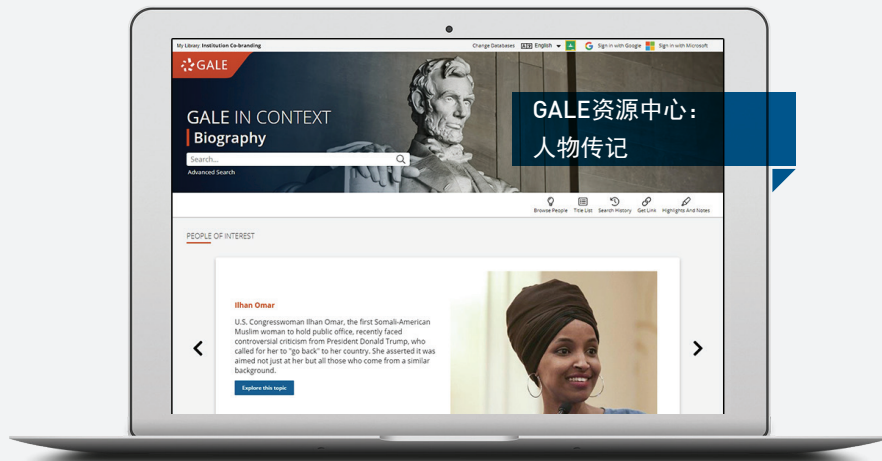 My Library: Institution Co-branding
Change Databases English Sign in with Google Sign in with Microsoft
GALE
GALE IN CONTEXT
Biography
Search...
Advanced Search
GALE资源中心:
人物传记
Browse People Title List Search History Get Link Highlights And Notes
PEOPLE OF INTEREST
Ilhan Omar
U.S. Congresswoman Ilhan Omar, the first Somali-American
Muslim woman to hold public office, recently faced
controversial criticism from President Donald Trump, who
called for her to "go back" to her country. She asserted it was
aimed not just at her but all those who come from a similar
background.
Explore this topic